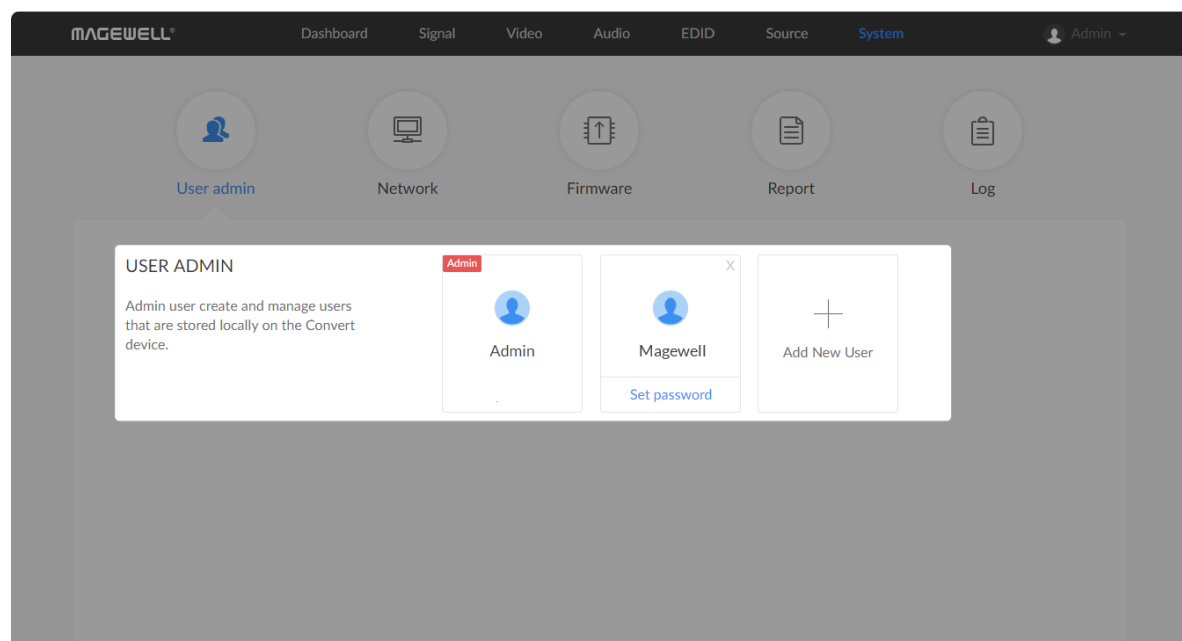 MAGEWELL®
Dashboard Signal Video Audio EDID Source System Admin
User admin Network Firmware Report Log
USER ADMIN
Admin user create and manage users
that are stored locally on the Convert
device.
Admin
Admin
X
Magewell
Set password
Add New User